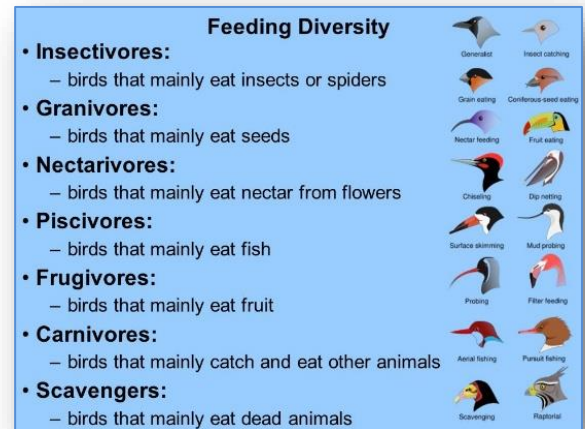 Feeding Diversity
• Insectivores:
– birds that mainly eat insects or spiders
• Granivores:
– birds that mainly eat seeds
• Nectarivores:
– birds that mainly eat nectar from flowers
• Piscivores:
– birds that mainly eat fish
• Frugivores:
– birds that mainly eat fruit
• Carnivores:
– birds that mainly catch and eat other animals
• Scavengers:
– birds that mainly eat dead animals
Generalist
Insect catching
Grain eating
Coniferous-seed eating
Nectar feeding
Fruit eating
Chiseling
Dip netting
Surface skimming
Mud probing
Probing
Filter feeding
Aerial fishing
Pursuit fishing
Scavenging
Raptorial